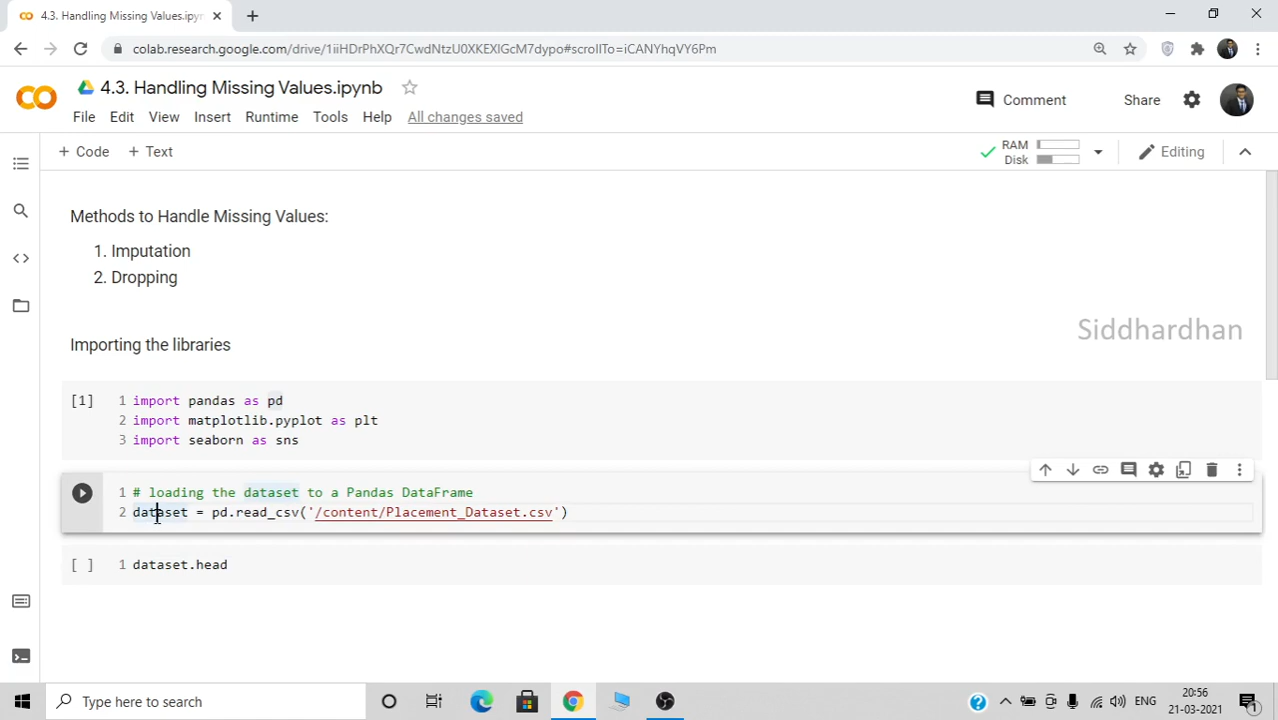 4.3. Handling Missing Values.ipyn
colab.research.google.com/drive/1iiHDrPhXQr7CwdNtzU0XKEXlGcM7dypo#scrollTo=iCANYhqVY6Pm
4.3. Handling Missing Values.ipynb
Comment
Share
File Edit View Insert Runtime Tools Help All changes saved
+ Code + Text
RAM
Disk
Editing
Methods to Handle Missing Values:
1. Imputation
2. Dropping
Siddhardhan
Importing the libraries
[1] 1 import pandas as pd
2 import matplotlib.pyplot as plt
3 import seaborn as sns
1 # loading the dataset to a Pandas DataFrame
2 dataset = pd.read_csv('/content/Placement_Dataset.csv')
[ ] 1 dataset.head
Type here to search
ENG
20:56
21-03-2021
1